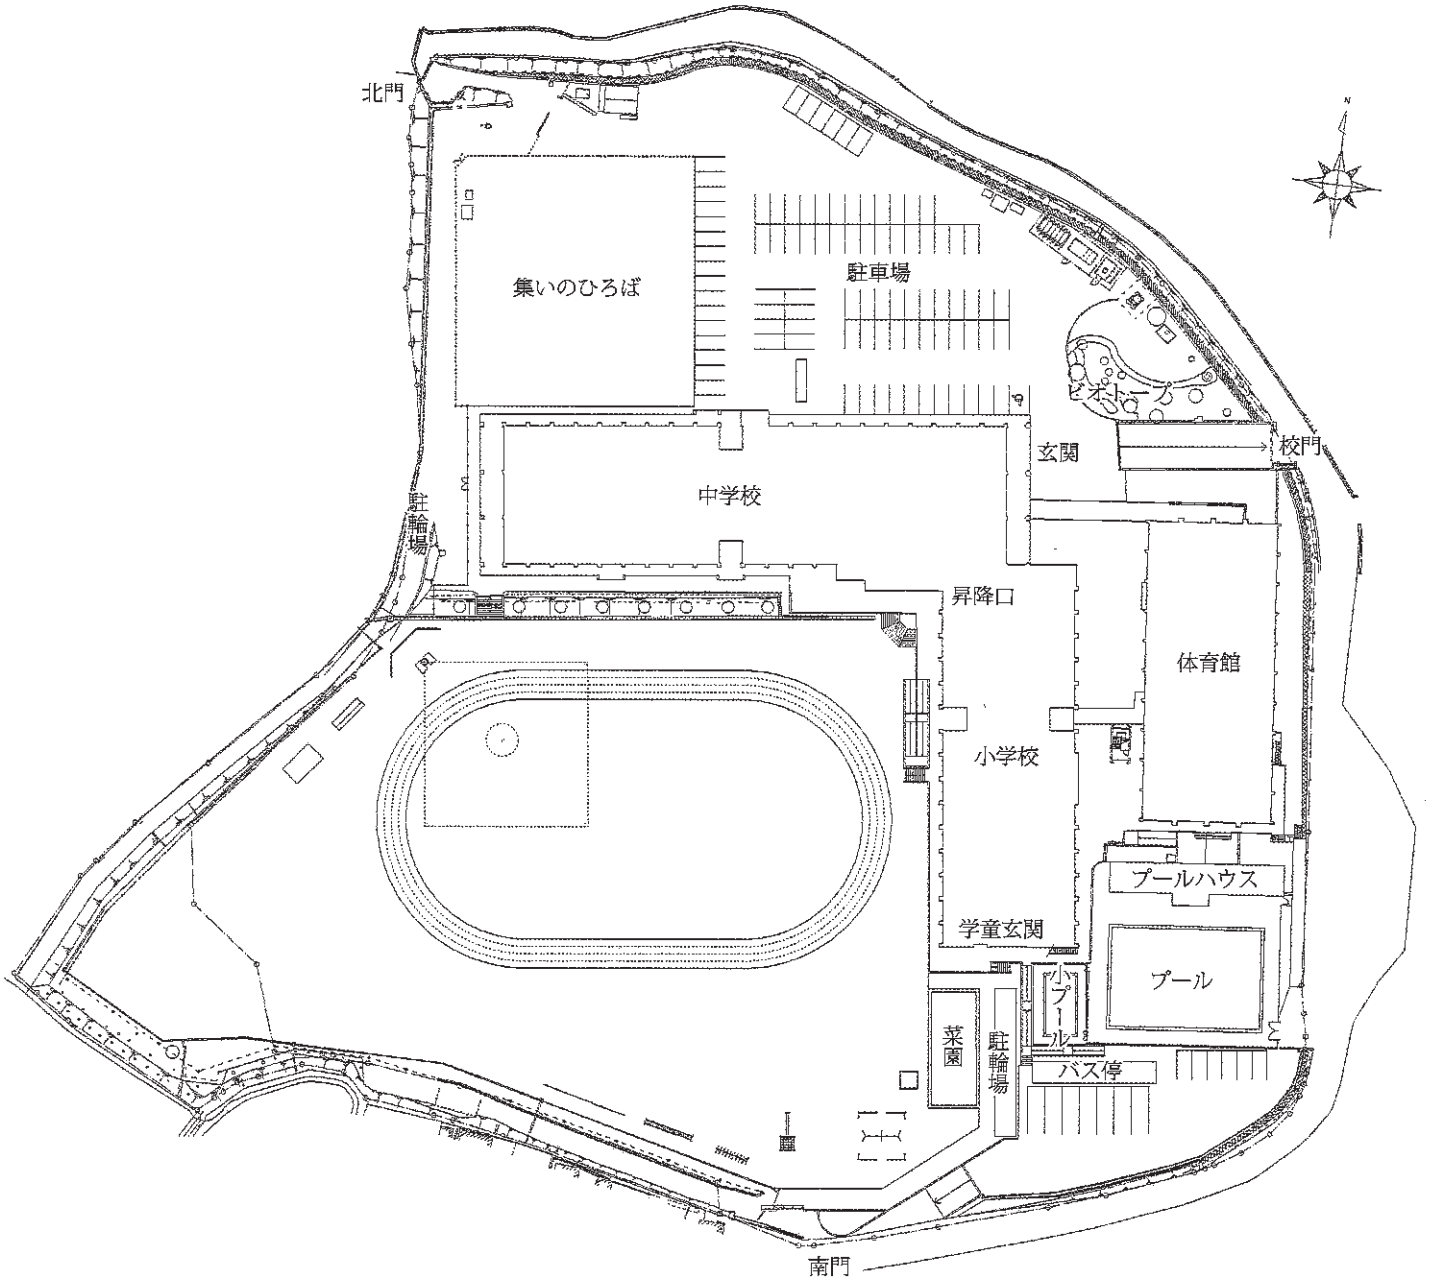 N
北門
集いのひろば
駐車場
ビオトープ
校門
玄関
中学校
駐輪場
昇降口
体育館
小学校
プールハウス
学童玄関
小プール
プール
菜園
駐輪場
バス停
南門